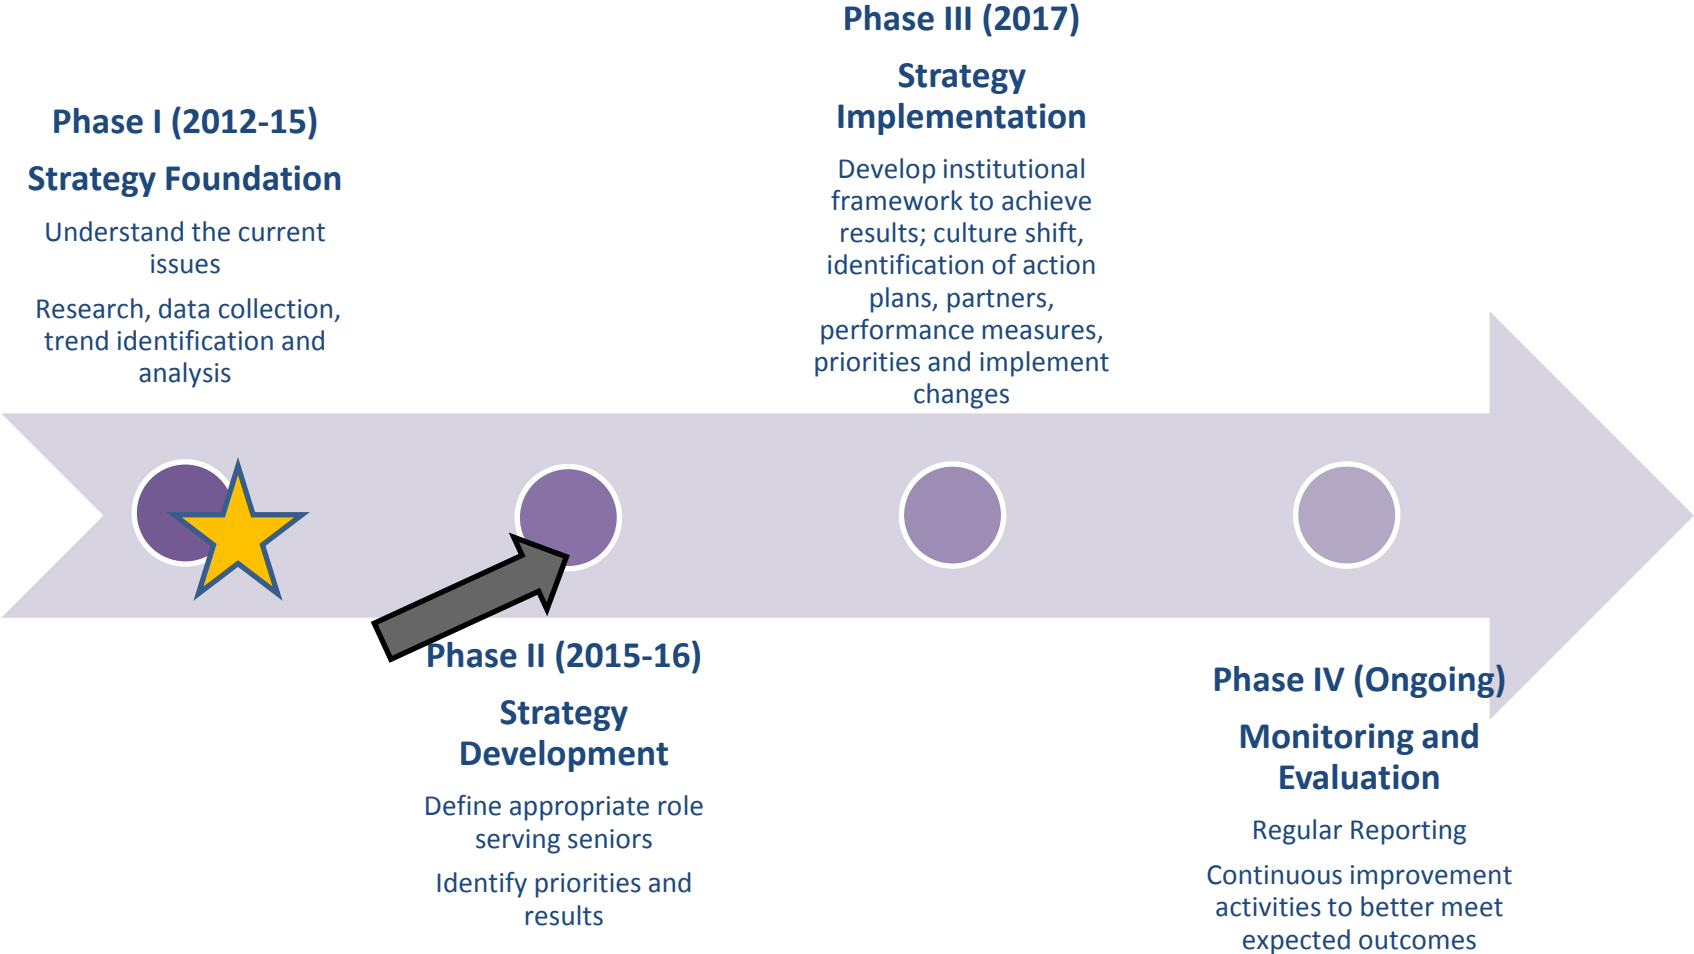 Phase I (2012-15)
Strategy Foundation
Understand the current
issues
Research, data collection,
trend identification and
analysis
Phase II (2015-16)
Strategy
Development
Define appropriate role
serving seniors
Identify priorities and
results
Phase III (2017)
Strategy
Implementation
Develop institutional
framework to achieve
results; culture shift,
identification of action
plans, partners,
performance measures,
priorities and implement
changes
Phase IV (Ongoing)
Monitoring and
Evaluation
Regular Reporting
Continuous improvement
activities to better meet
expected outcomes